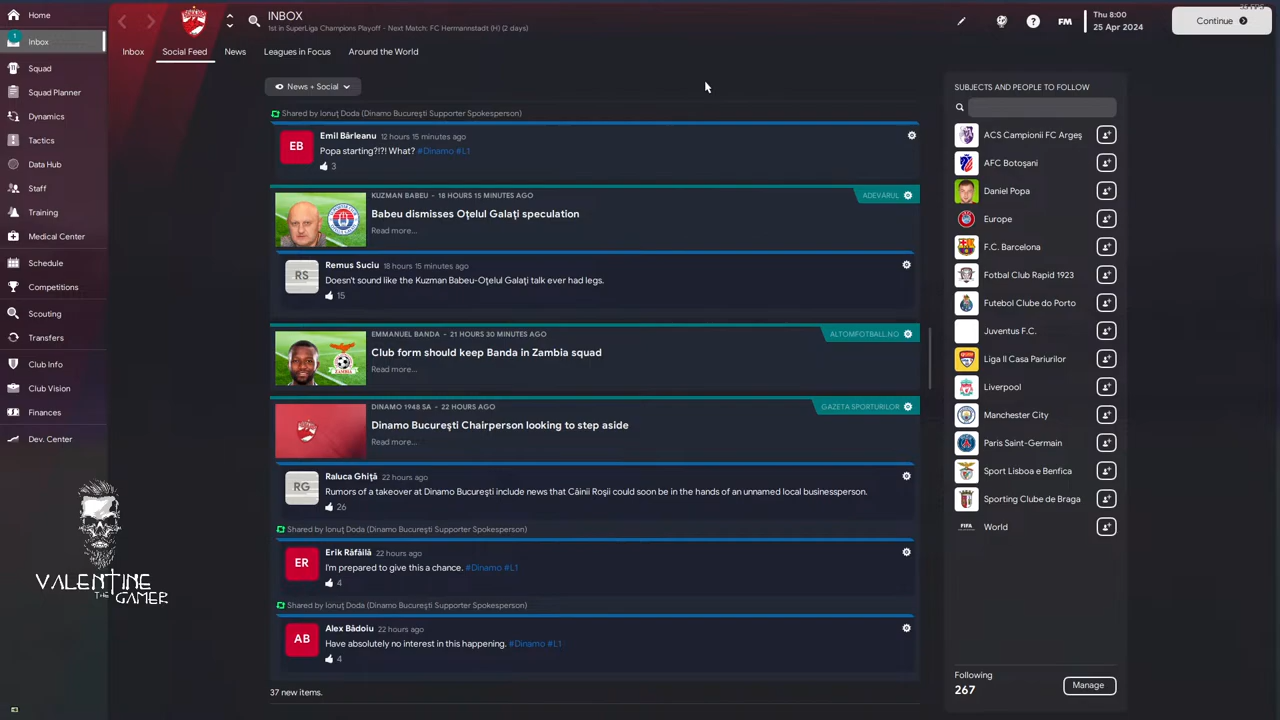 Home
1
Inbox
Squad
Squad Planner
Dynamics
Tactics
Data Hub
Staff
Training
Medical Center
Schedule
Competitions
Scouting
Transfers
Club Info
Club Vision
Finances
Dev. Center
VALENTINE
THE GAMER
INBOX
1st in SuperLiga Champions Playoff - Next Match: FC Hermannstadt (H) (2 days)
FM
Thu 8:00
25 Apr 2024
Continue
Inbox
Social Feed
News
Leagues in Focus
Around the World
News + Social
Shared by Ionuț Doda (Dinamo București Supporter Spokesperson)
EB
Emil Bârleanu 12 hours 15 minutes ago
Popa starting?!?! What? #Dinamo #L1
3
KUZMAN BABEU - 18 HOURS 15 MINUTES AGO
ADEVĂRUL
Babeu dismisses Oțelul Galați speculation
Read more...
RS
Remus Suciu 18 hours 15 minutes ago
Doesn't sound like the Kuzman Babeu-Oțelul Galați talk ever had legs.
15
EMMANUEL BANDA - 21 HOURS 30 MINUTES AGO
ALTOMFOTBALL.NO
Club form should keep Banda in Zambia squad
Read more...
DINAMO 1948 SA - 22 HOURS AGO
GAZETA SPORTURILOR
Dinamo București Chairperson looking to step aside
Read more...
RG
Raluca Ghiță 22 hours ago
Rumors of a takeover at Dinamo București include news that Câinii Roșii could soon be in the hands of an unnamed local businessperson.
26
Shared by Ionuț Doda (Dinamo București Supporter Spokesperson)
ER
Erik Răfăilă 22 hours ago
I'm prepared to give this a chance. #Dinamo #L1
4
Shared by Ionuț Doda (Dinamo București Supporter Spokesperson)
AB
Alex Bădoiu 22 hours ago
Have absolutely no interest in this happening. #Dinamo #L1
4
37 new items.
SUBJECTS AND PEOPLE TO FOLLOW
ACS Campionii FC Argeș
AFC Botoșani
Daniel Popa
Europe
F.C. Barcelona
Fotbal Club Rapid 1923
Futebol Clube do Porto
Juventus F.C.
Liga II Casa Pariurilor
Liverpool
Manchester City
Paris Saint-Germain
Sport Lisboa e Benfica
Sporting Clube de Braga
FIFA
World
Following
267
Manage